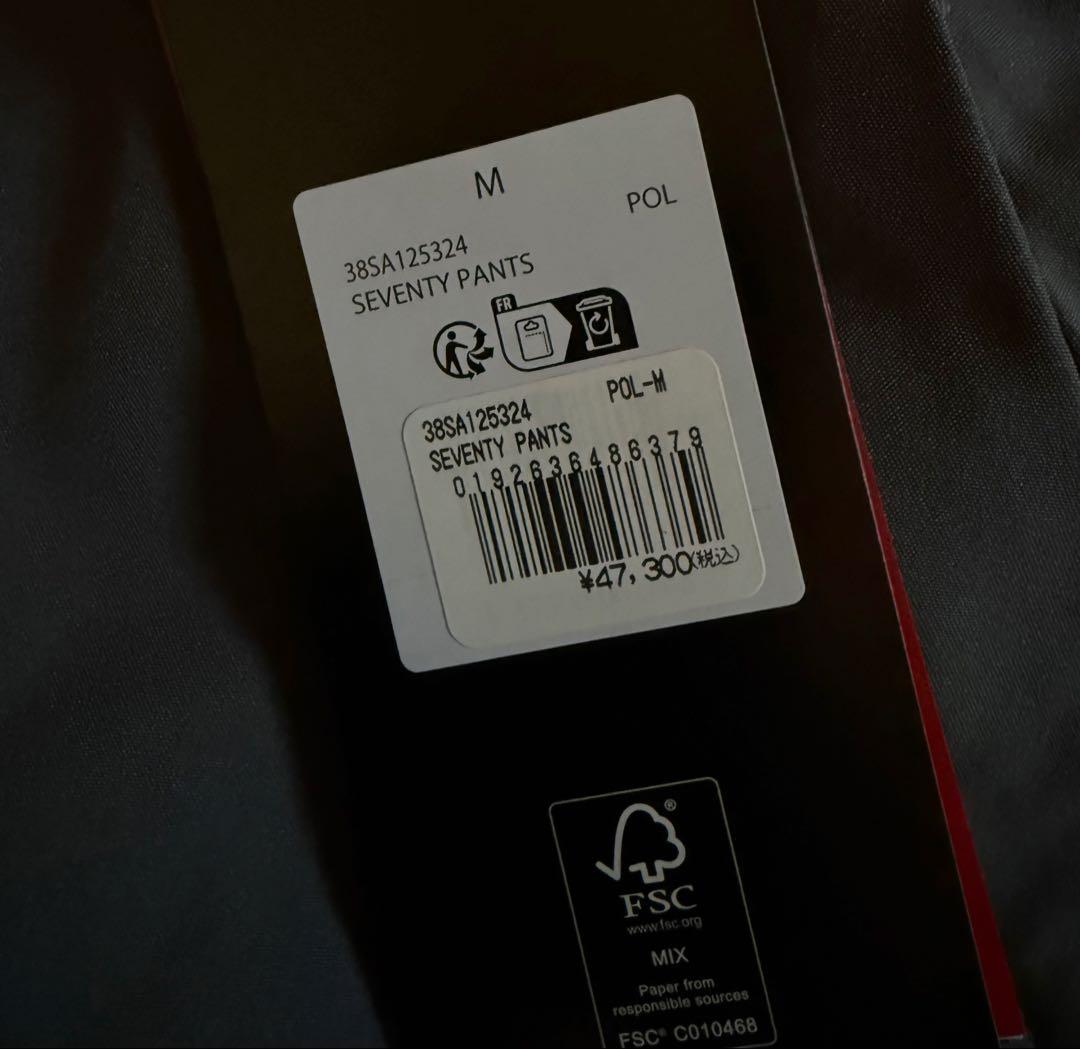 M
POL
38SA125324
SEVENTY PANTS
FR
POL-M
38SA125324
SEVENTY PANTS
0192636486379
¥47,300(税込)
®
FSC
www.fsc.org
MIX
Paper from
responsible sources
FSC® C010468